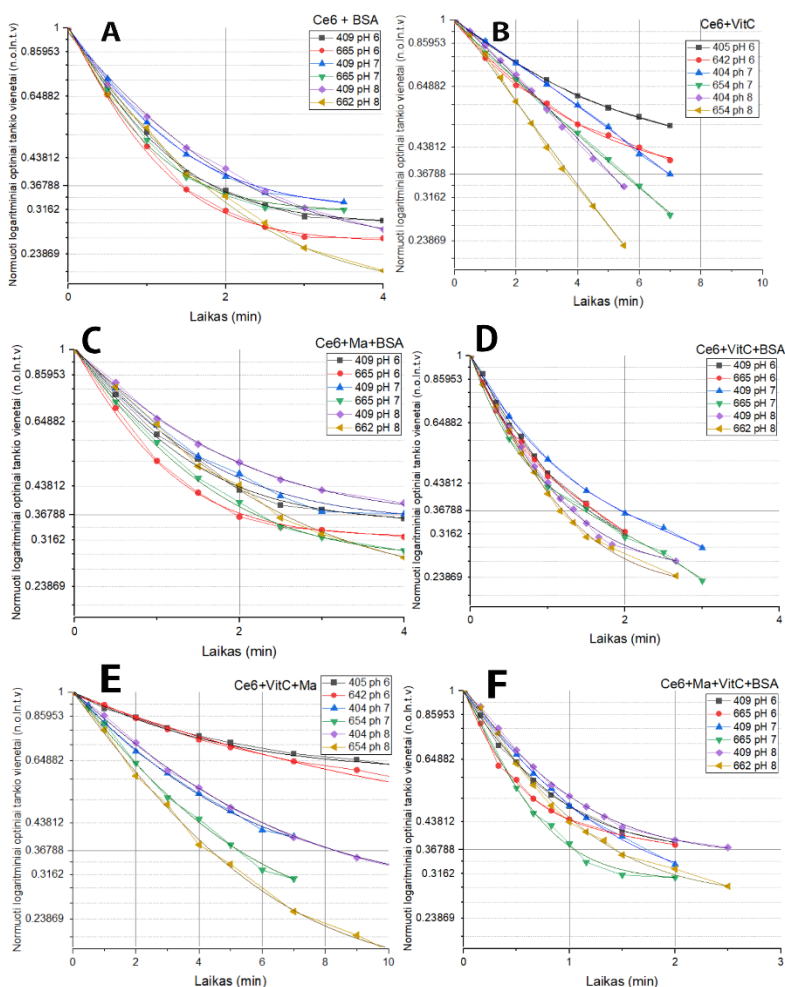 A
Ce6 + BSA
409 pH 6
665 pH 6
409 pH 7
665 pH 7
409 pH 8
662 pH 8
1
0.85953
0.64882
0.43812
0.36788
0.3162
0.23869
0 2 4
Laikas (min)
Normuoti logaritminiai optiniai tankio vienetai (n.o.ln.t.v)
B
Ce6+VitC
405 pH 6
642 pH 6
404 ph 7
654 ph 7
404 ph 8
654 ph 8
1
0.85953
0.64882
0.43812
0.36788
0.3162
0.23869
0 2 4 6 8 10
Laikas (min)
Normuoti logaritminiai optiniai tankio vienetai (n.o.ln.t.v)
C
Ce6+Ma+BSA
409 pH 6
665 pH 6
409 pH 7
665 pH 7
409 pH 8
662 pH 8
1
0.85953
0.64882
0.43812
0.36788
0.3162
0.23869
0 2 4
Laikas (min)
Normuoti logaritminiai optiniai tankio vienetai (n.o.ln.t.v)
D
Ce6+VitC+BSA
409 pH 6
665 pH 6
409 pH 7
665 pH 7
409 pH 8
662 pH 8
1
0.85953
0.64882
0.43812
0.36788
0.3162
0.23869
0 2 4
Laikas (min)
Normuoti logaritminiai optiniai tankio vienetai (n.o.ln.t.v)
E
Ce6+VitC+Ma
405 ph 6
642 ph 6
404 ph 7
654 ph 7
404 ph 8
654 ph 8
1
0.85953
0.64882
0.43812
0.36788
0.3162
0.23869
0 2 4 6 8 10
Laikas (min)
Normuoti logaritminiai optiniai tankio vienetai (n.o.ln.t.v)
F
Ce6+Ma+VitC+BSA
409 pH 6
665 pH 6
409 pH 7
665 pH 7
409 pH 8
662 pH 8
1
0.85953
0.64882
0.43812
0.36788
0.3162
0.23869
0 1 2 3
Laikas (min)
Normuoti logaritminiai optiniai tankio vienetai (n.o.ln.t.v)